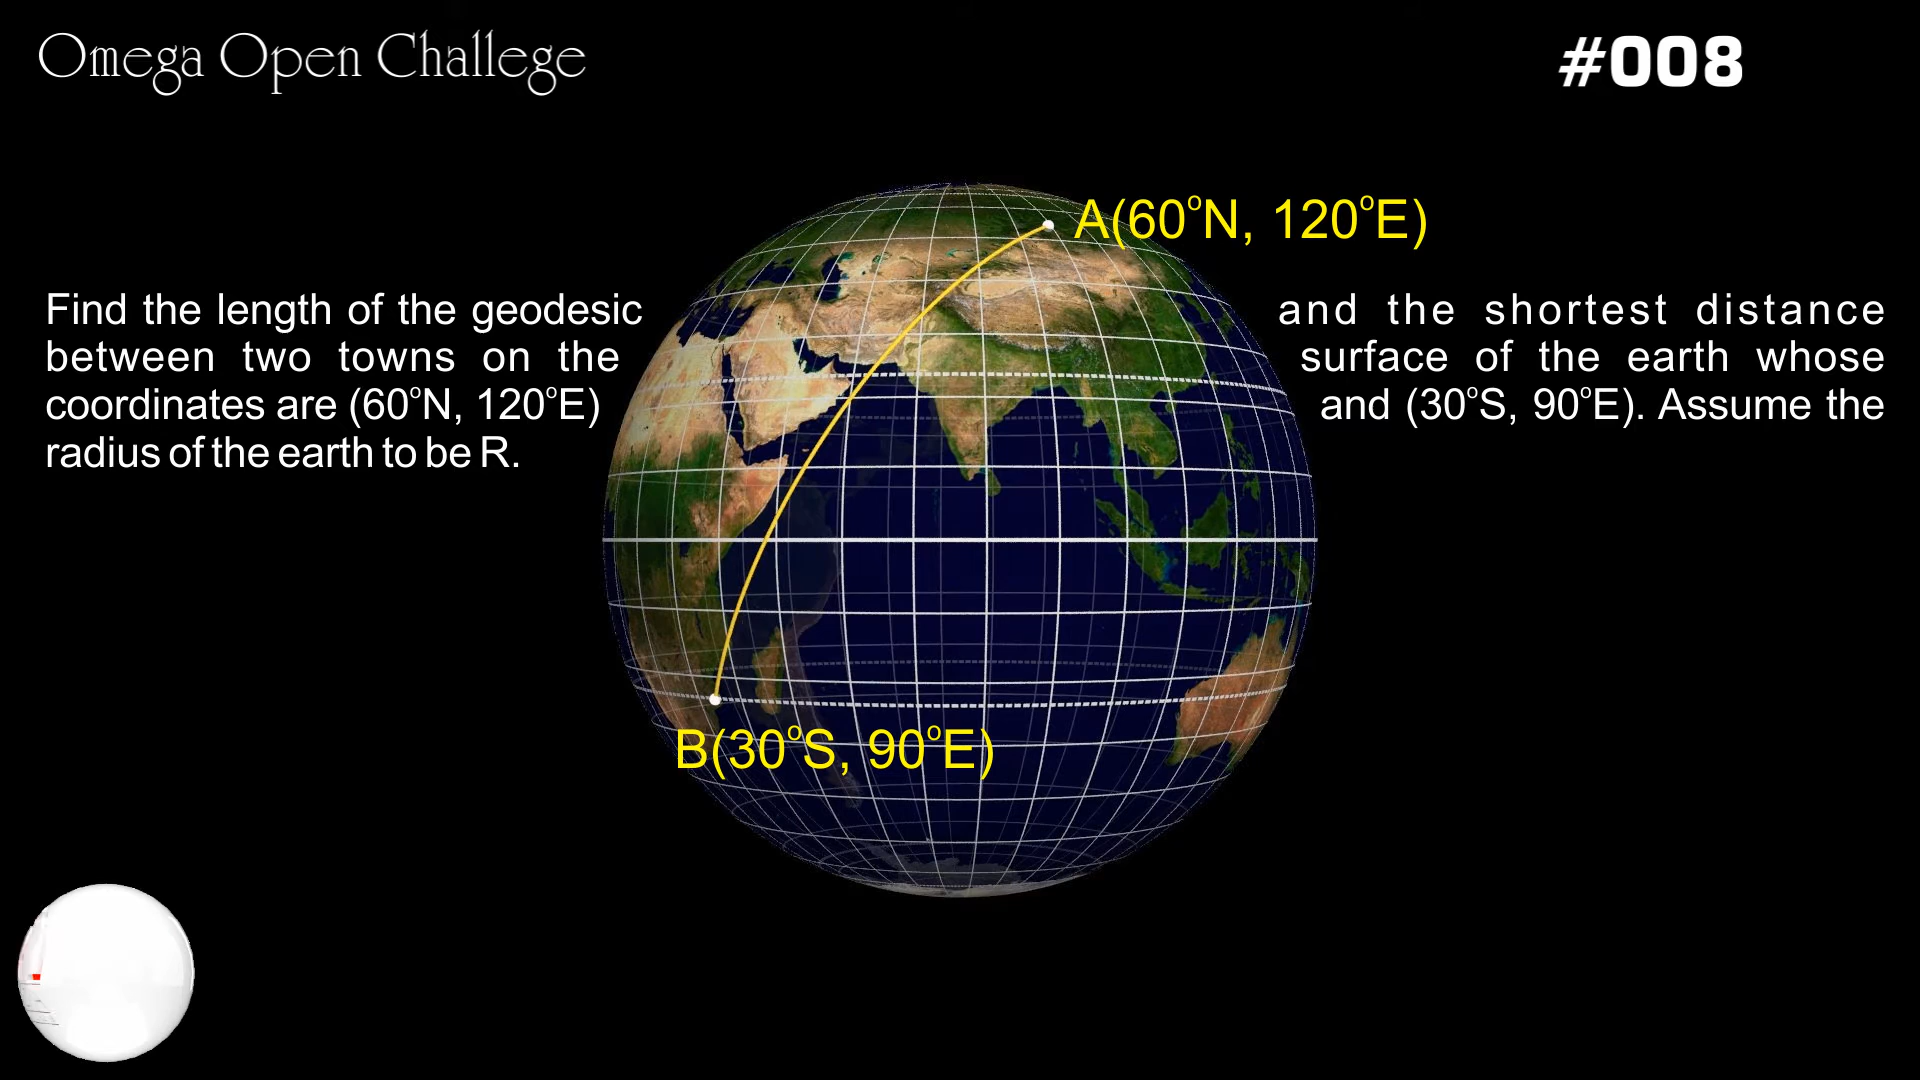 Omega Open Challege
#008
A(60°N, 120°E)
Find the length of the geodesic and the shortest distance
between two towns on the surface of the earth whose
coordinates are (60°N, 120°E) and (30°S, 90°E). Assume the
radius of the earth to be R.
B(30°S, 90°E)